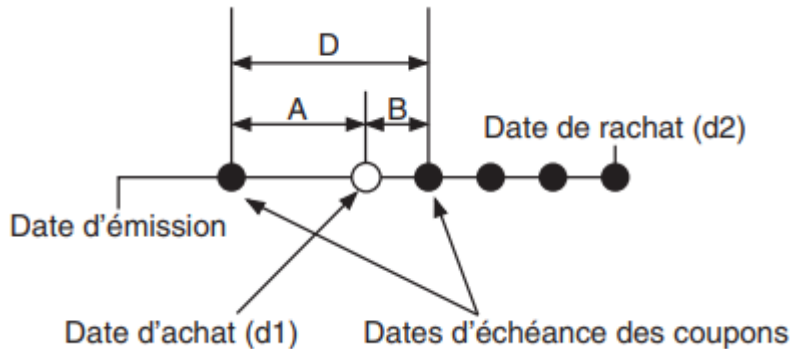 D
A
B
Date de rachat (d2)
Date d'émission
Date d'achat (d1)
Dates d'échéance des coupons